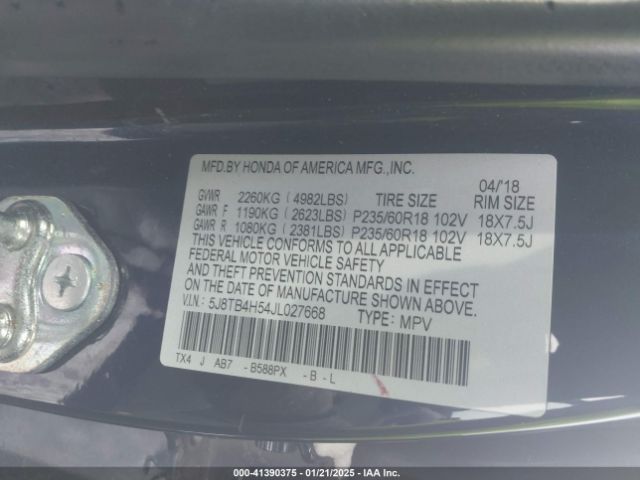 MFD.BY HONDA OF AMERICA MFG.,INC.
04/'18
GVWR 2260KG (4982LBS) TIRE SIZE RIM SIZE
GAWR F 1190KG (2623LBS) P235/60R18 102V 18X7.5J
GAWR R 1080KG (2381LBS) P235/60R18 102V 18X7.5J
THIS VEHICLE CONFORMS TO ALL APPLICABLE
FEDERAL MOTOR VEHICLE SAFETY
AND THEFT PREVENTION STANDARDS IN EFFECT
ON THE DATE OF MANUFACTURE SHOWN ABOVE.
V.I.N.: 5J8TB4H54JL027668 TYPE: MPV
TX4 J AB7 -B588PX -B-L
000-41390375 - 01/21/2025 - IAA Inc.